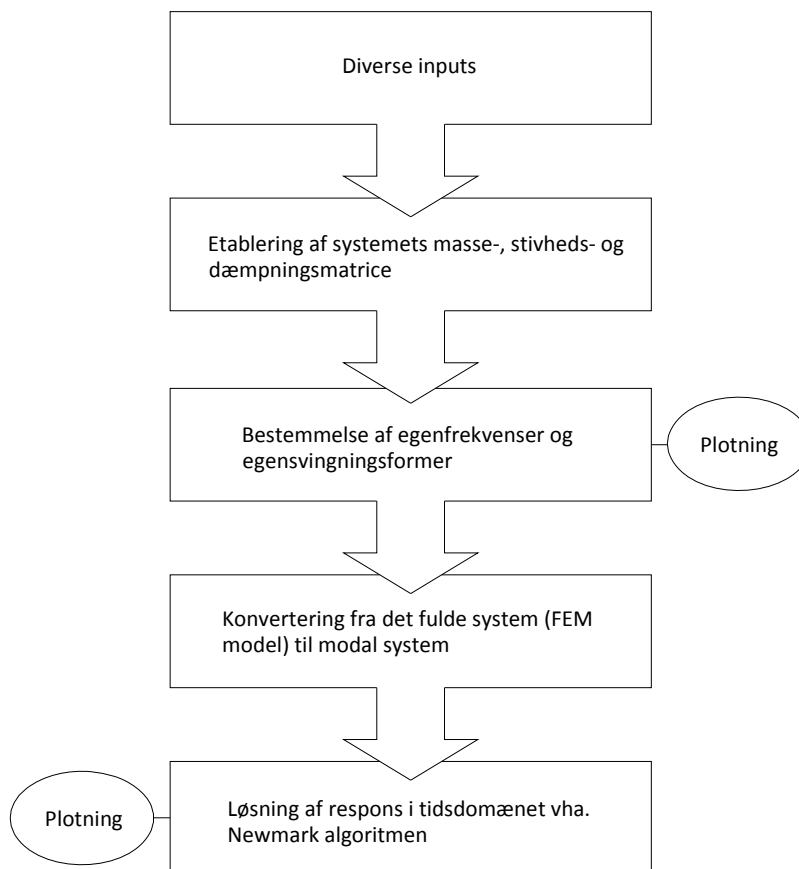 Diverse inputs
Etablering af systemets masse-, stivheds- og
dæmpningsmatrice
Bestemmelse af egenfrekvenser og
egensvingningsformer
Plotning
Konvertering fra det fulde system (FEM
model) til modal system
Plotning
Løsning af respons i tidsdomænet vha.
Newmark algoritmen